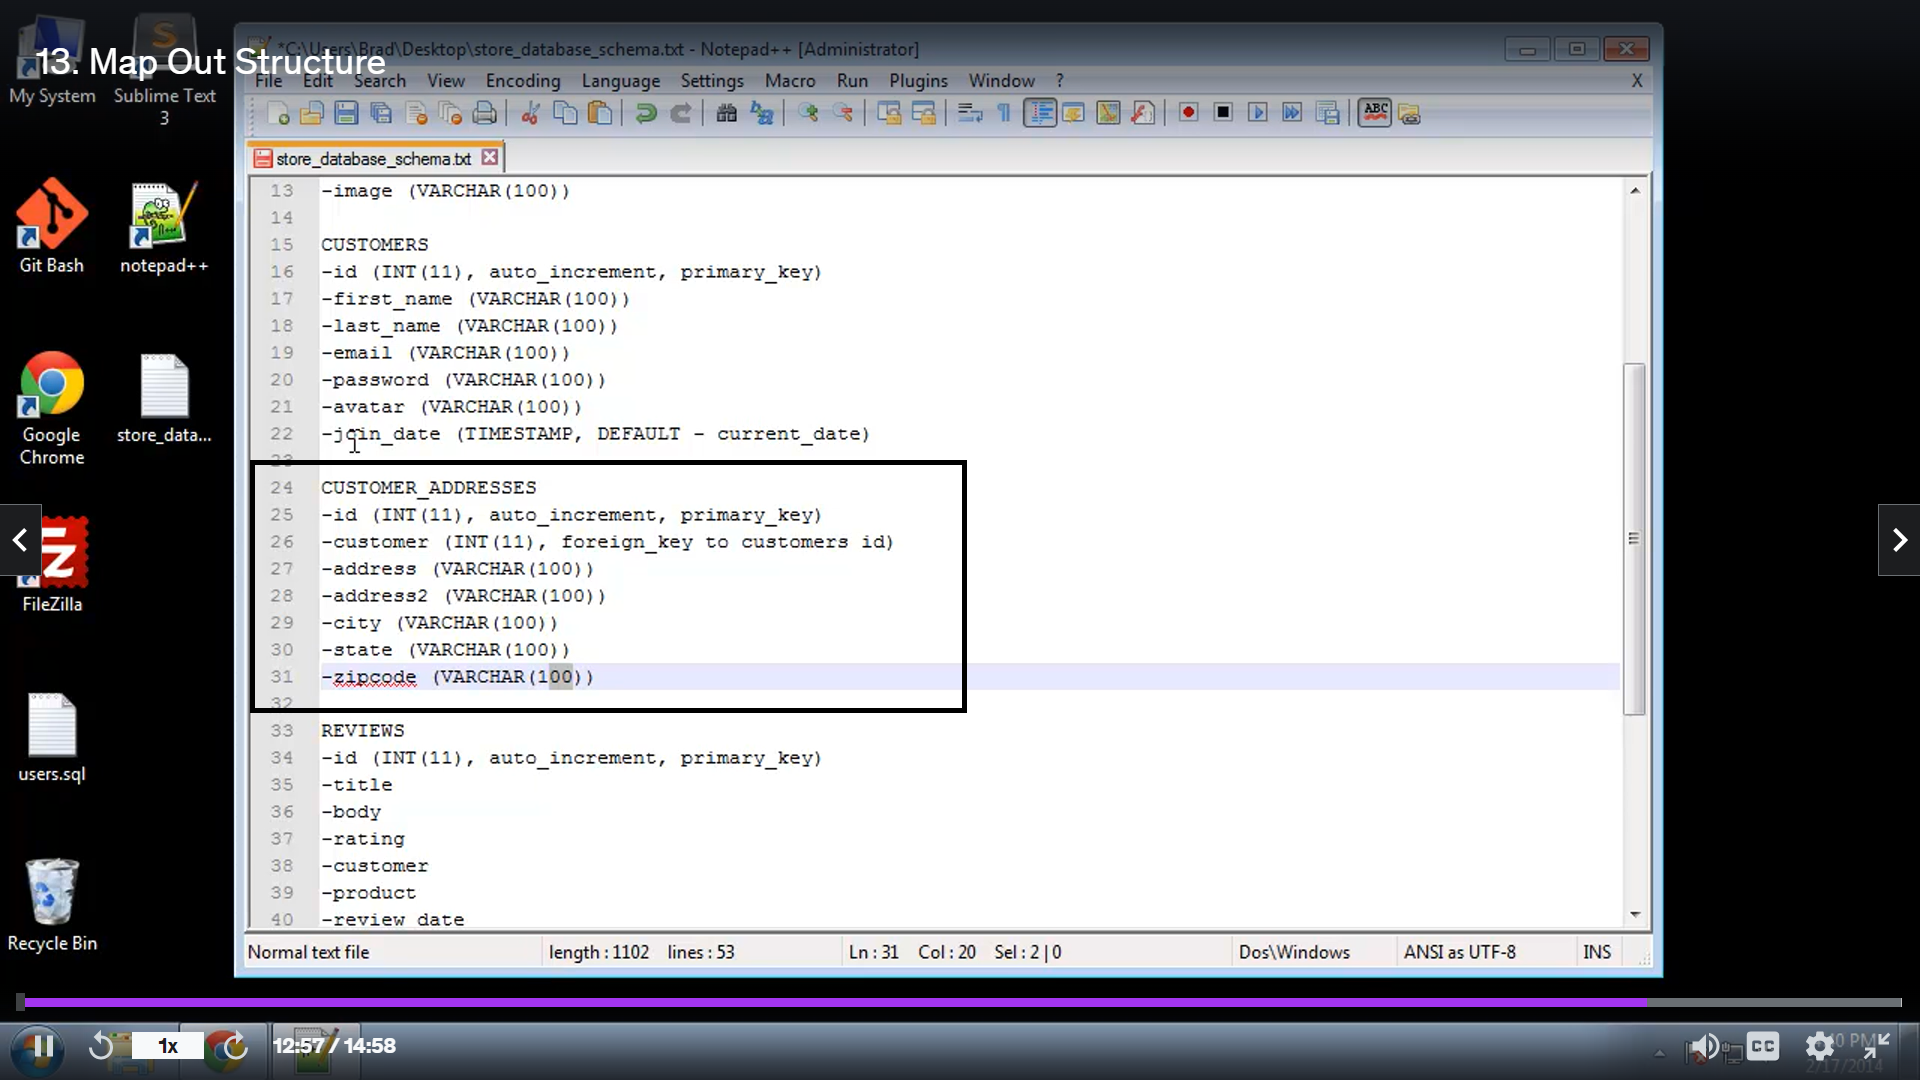 13. Map Out Structure
*C:\Users\Brad\Desktop\store_database_schema.txt - Notepad++ [Administrator]
File Edit Search View Encoding Language Settings Macro Run Plugins Window ? X
ABC
store_database_schema.txt
My System
Sublime Text 3
Git Bash
notepad++
Google Chrome
store_data...
FileZilla
users.sql
Recycle Bin
13 -image (VARCHAR(100))
14
15 CUSTOMERS
16 -id (INT(11), auto_increment, primary_key)
17 -first_name (VARCHAR(100))
18 -last_name (VARCHAR(100))
19 -email (VARCHAR(100))
20 -password (VARCHAR(100))
21 -avatar (VARCHAR(100))
22 -join_date (TIMESTAMP, DEFAULT - current_date)
23
24 CUSTOMER_ADDRESSES
25 -id (INT(11), auto_increment, primary_key)
26 -customer (INT(11), foreign_key to customers id)
27 -address (VARCHAR(100))
28 -address2 (VARCHAR(100))
29 -city (VARCHAR(100))
30 -state (VARCHAR(100))
31 -zipcode (VARCHAR(100))
32
33 REVIEWS
34 -id (INT(11), auto_increment, primary_key)
35 -title
36 -body
37 -rating
38 -customer
39 -product
40 -review_date
Normal text file length : 1102 lines : 53 Ln : 31 Col : 20 Sel : 2 | 0 Dos\Windows ANSI as UTF-8 INS
1x 12:57 / 14:58 CC
2/17/2014